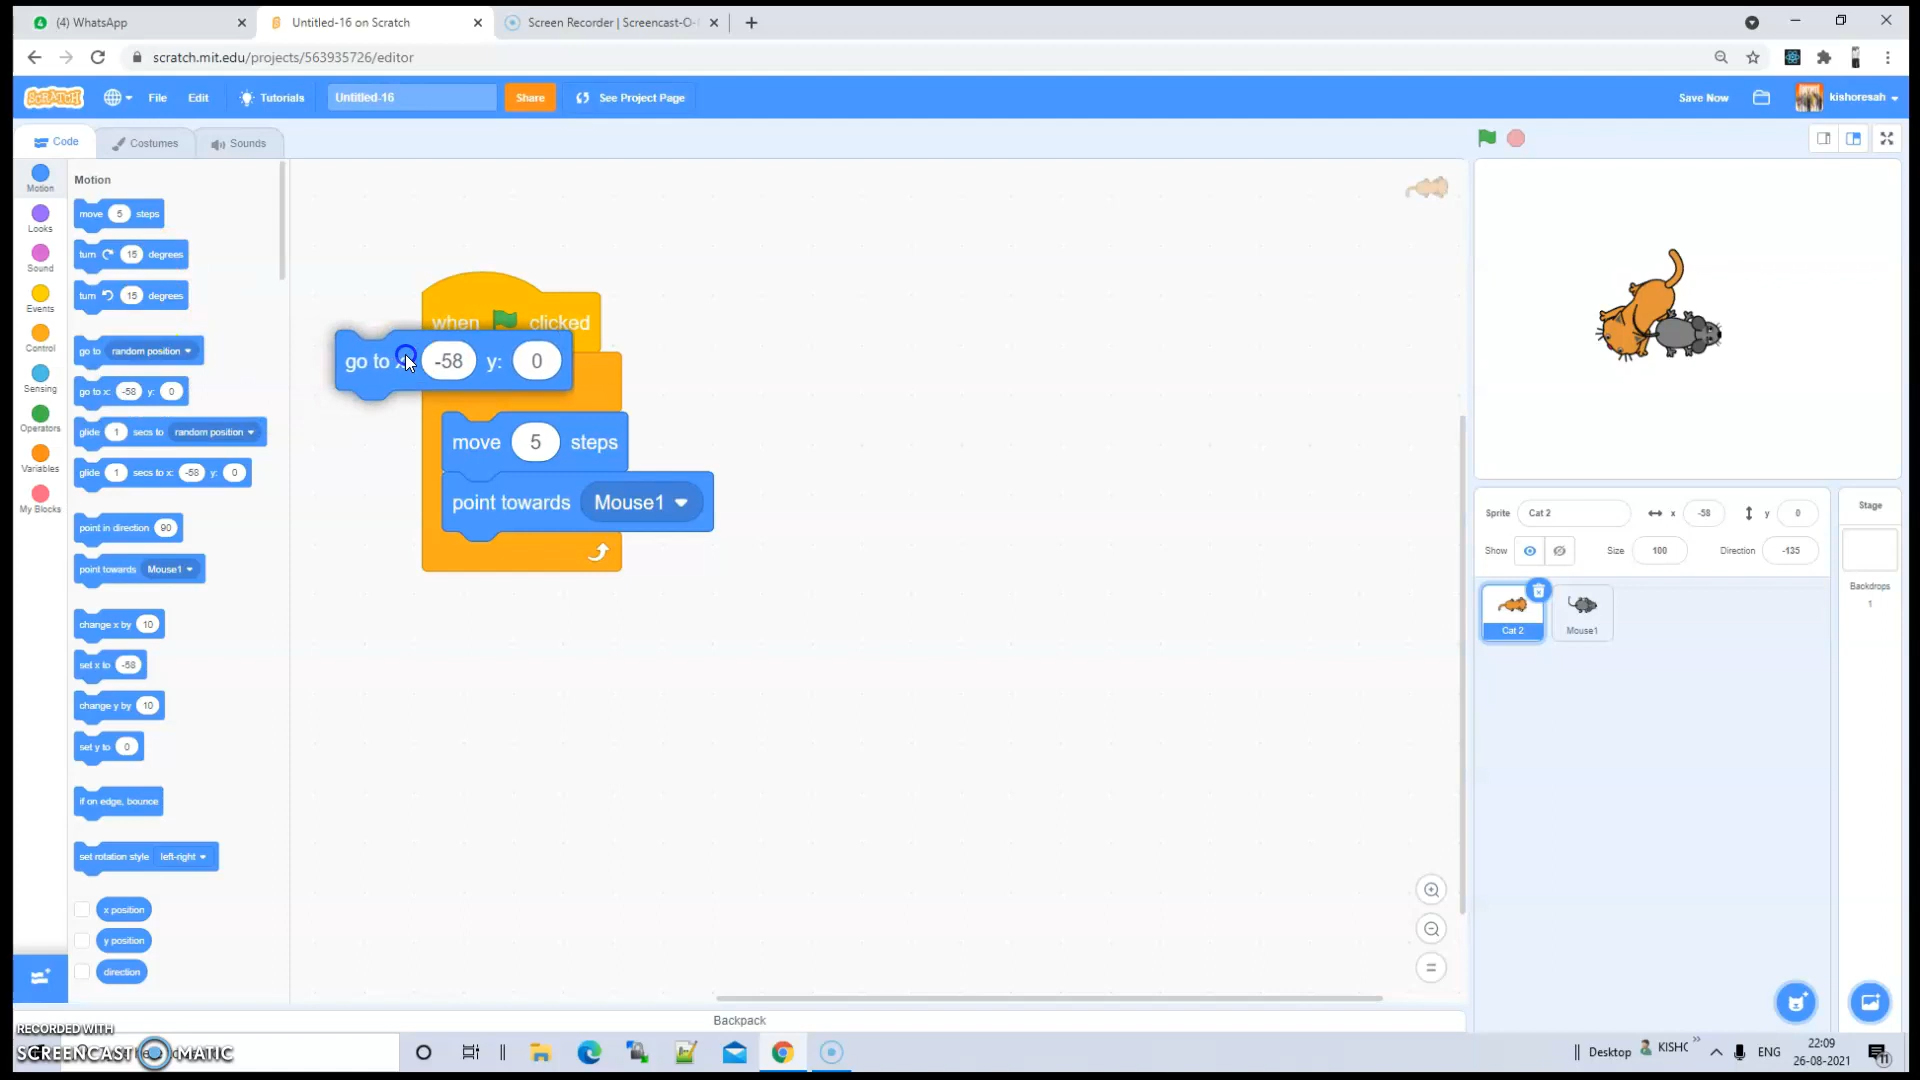 (4) WhatsApp
Untitled-16 on Scratch
Screen Recorder | Screencast-O-
scratch.mit.edu/projects/563935726/editor
SCRATCH
File
Edit
Tutorials
Untitled-16
Share
See Project Page
Save Now
kishoresah
Code
Costumes
Sounds
Motion
Looks
Sound
Events
Control
Sensing
Operators
Variables
My Blocks
Motion
move 5 steps
turn 15 degrees
turn 15 degrees
go to random position
go to x: -58 y: 0
glide 1 secs to random position
glide 1 secs to x: -58 y: 0
point in direction 90
point towards Mouse1
change x by 10
set x to -58
change y by 10
set y to 0
if on edge, bounce
set rotation style left-right
x position
y position
direction
when clicked
go to -58 y: 0
move 5 steps
point towards Mouse1
Sprite Cat 2 x -58 y 0
Show Size 100 Direction -135
Cat 2
Mouse1
Stage
Backdrops
1
Backpack
RECORDED WITH
SCREENCAST MATIC
Desktop
KISHC
ENG
22:09
26-08-2021
11